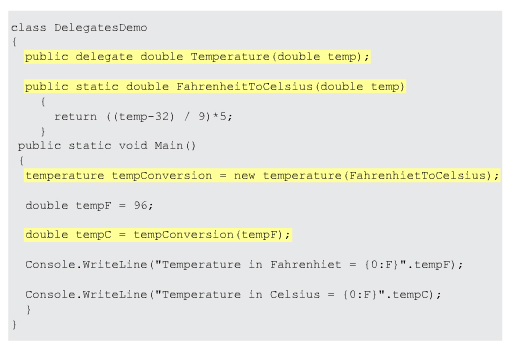 class DelegatesDemo
{
public delegate double Temperature(double temp);
public static double FahrenheitToCelsius(double temp)
{
return ((temp-32) / 9)*5;
}
public static void Main()
{
temperature tempConversion = new temperature(FahrenhietToCelsius);
double tempF = 96;
double tempC = tempConversion(tempF);
Console.WriteLine("Temperature in Fahrenhiet = {0:F}".tempF);
Console.WriteLine("Temperature in Celsius = {0:F}".tempC);
}
}